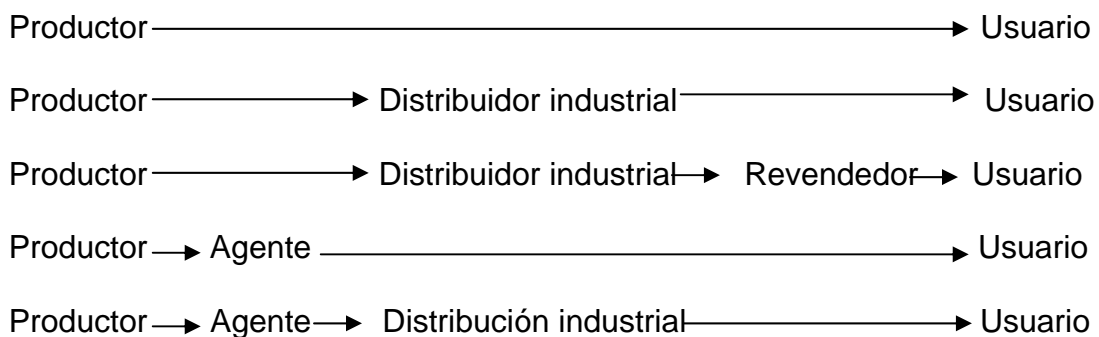 Productor Usuario
Productor Distribuidor industrial Usuario
Productor Distribuidor industrial Revendedor Usuario
Productor Agente Usuario
Productor Agente Distribución industrial Usuario